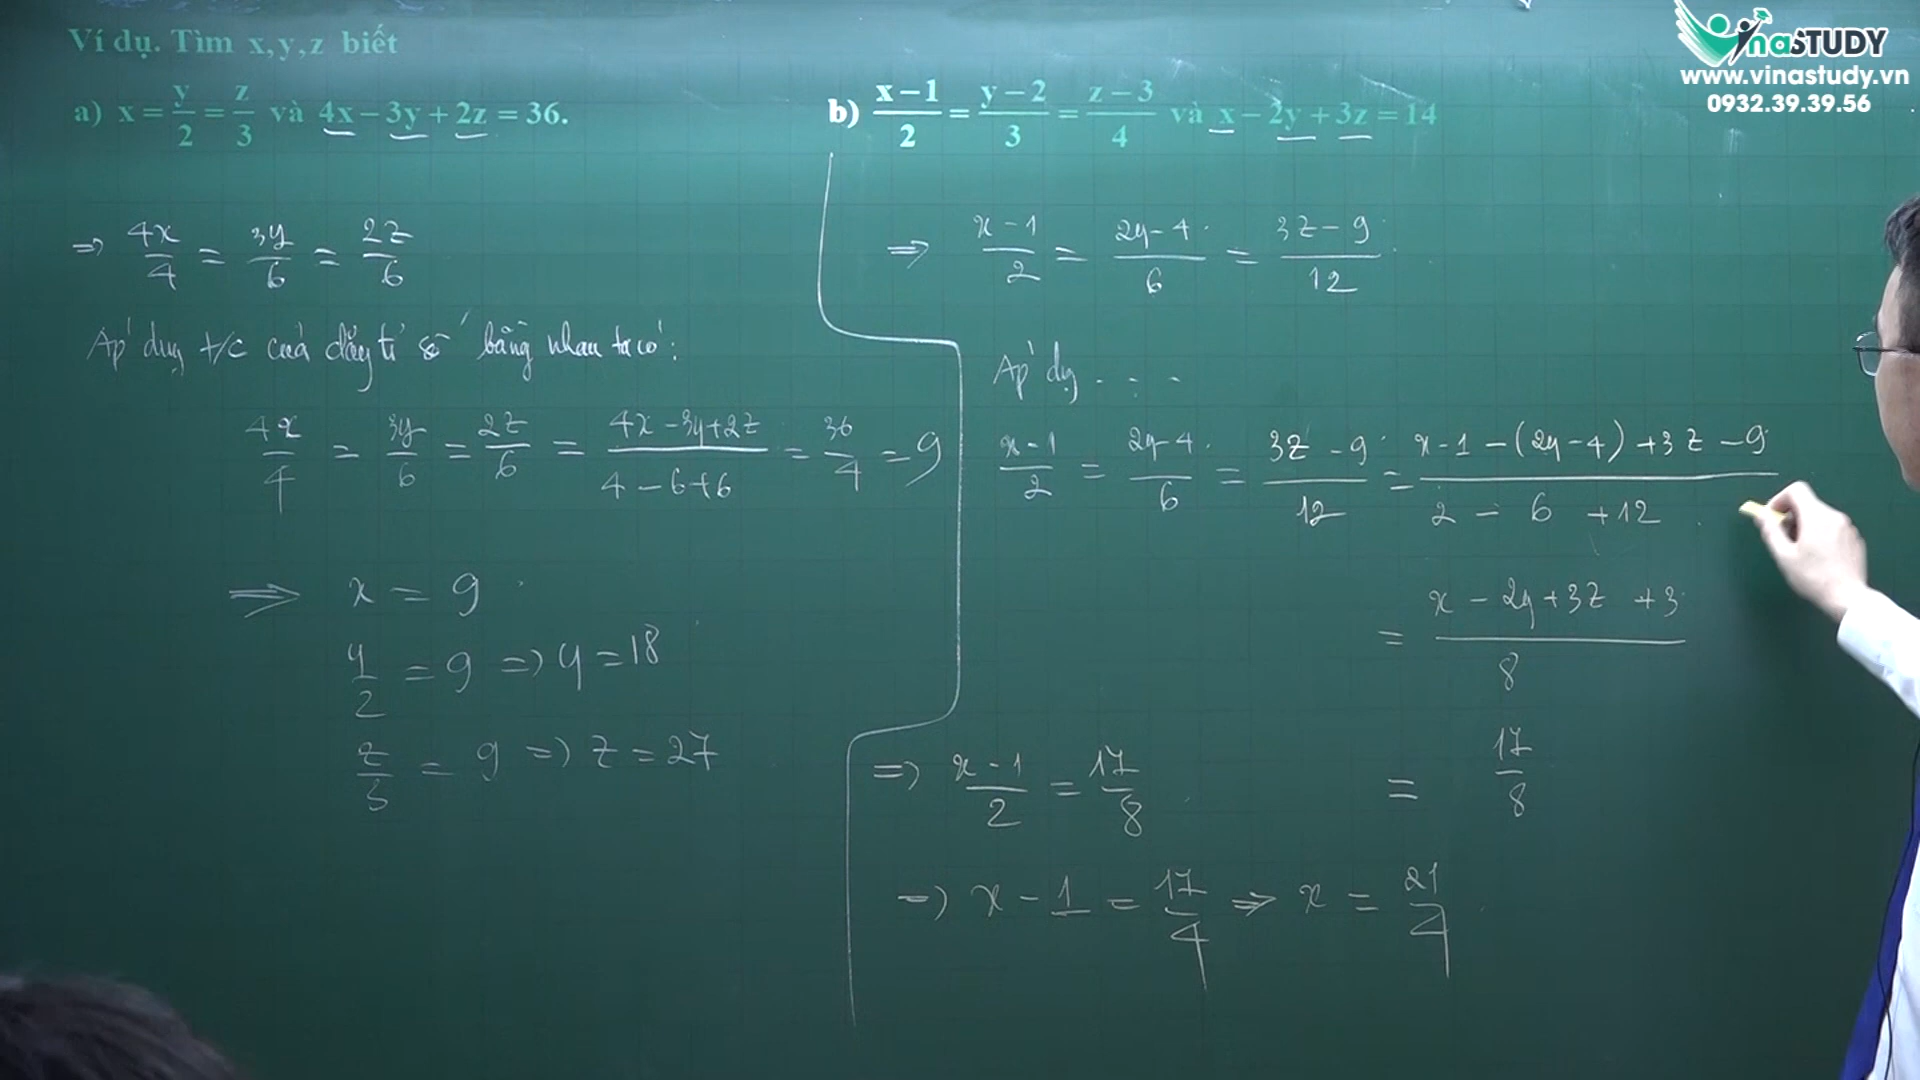 Ví dụ. Tìm x, y, z biết
a) x = y/2 = z/3 và 4x − 3y + 2z = 36.
⇒ 4x/4 = 3y/6 = 2z/6
Áp dụng t/c của dãy tỉ số bằng nhau ta có:
4x/4 = 3y/6 = 2z/6 = (4x − 3y + 2z)/(4 − 6 + 6) = 36/4 = 9
⇒ x = 9
y/2 = 9 ⇒ y = 18
z/3 = 9 ⇒ z = 27
b) (x − 1)/2 = (y − 2)/3 = (z − 3)/4 và x − 2y + 3z = 14
⇒ (x − 1)/2 = (2y − 4)/6 = (3z − 9)/12
Áp dg . . .
(x − 1)/2 = (2y − 4)/6 = (3z − 9)/12 = (x − 1 − (2y − 4) + 3z − 9)/(2 − 6 + 12)
= (x − 2y + 3z + 3)/8
= 17/8
⇒ (x − 1)/2 = 17/8
⇒ x − 1 = 17/4 ⇒ x = 21/4
VinaSTUDY
www.vinastudy.vn
0932.39.39.56